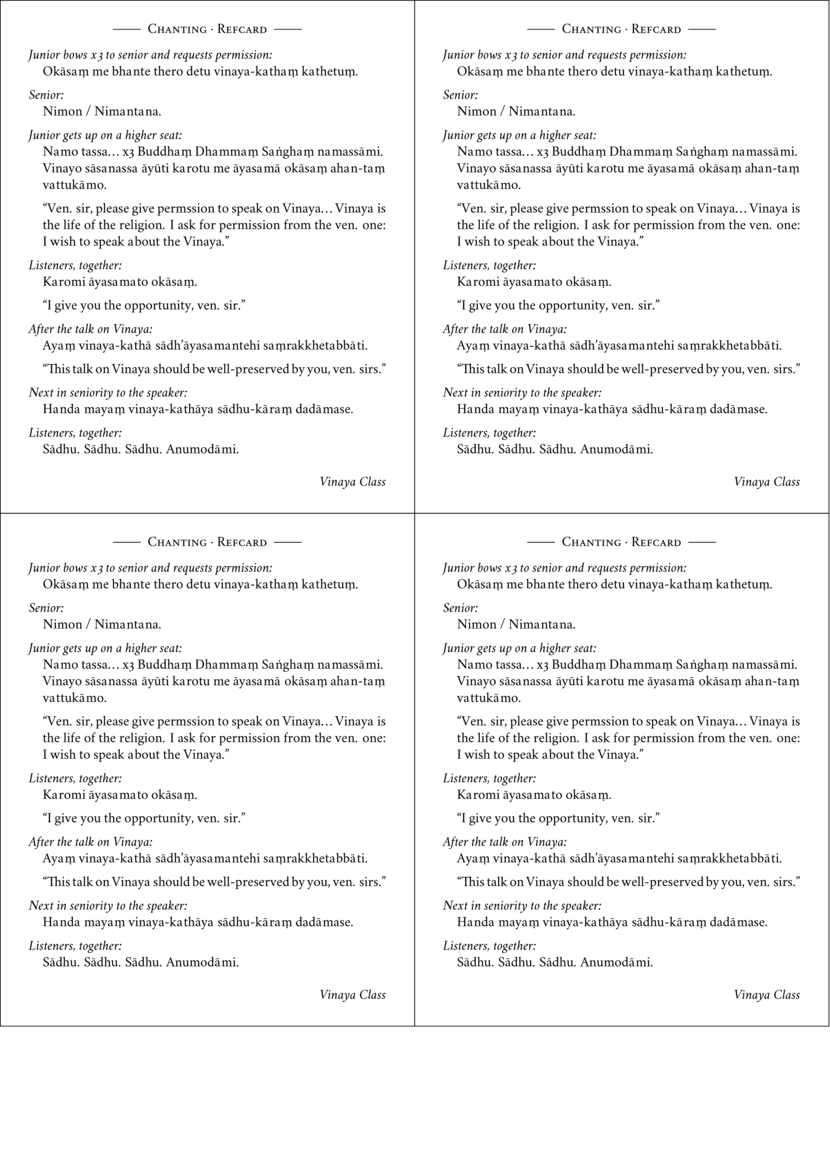 Chanting · Refcard
Junior bows x3 to senior and requests permission:
Okāsaṃ me bhante thero detu vinaya-kathaṃ kathetuṃ.
Senior:
Nimon / Nimantana.
Junior gets up on a higher seat:
Namo tassa… x3 Buddhaṃ Dhammaṃ Saṅghaṃ namassāmi.
Vinayo sāsanassa āyūti karotu me āyasamā okāsaṃ ahan-taṃ
vattukāmo.
“Ven. sir, please give permssion to speak on Vinaya… Vinaya is
the life of the religion. I ask for permission from the ven. one:
I wish to speak about the Vinaya.”
Listeners, together:
Karomi āyasamato okāsaṃ.
“I give you the opportunity, ven. sir.”
After the talk on Vinaya:
Ayaṃ vinaya-kathā sādh’āyasamantehi saṃrakkhetabbāti.
“This talk on Vinaya should be well-preserved by you, ven. sirs.”
Next in seniority to the speaker:
Handa mayaṃ vinaya-kathāya sādhu-kāraṃ dadāmase.
Listeners, together:
Sādhu. Sādhu. Sādhu. Anumodāmi.
Vinaya Class
Chanting · Refcard
Junior bows x3 to senior and requests permission:
Okāsaṃ me bhante thero detu vinaya-kathaṃ kathetuṃ.
Senior:
Nimon / Nimantana.
Junior gets up on a higher seat:
Namo tassa… x3 Buddhaṃ Dhammaṃ Saṅghaṃ namassāmi.
Vinayo sāsanassa āyūti karotu me āyasamā okāsaṃ ahan-taṃ
vattukāmo.
“Ven. sir, please give permssion to speak on Vinaya… Vinaya is
the life of the religion. I ask for permission from the ven. one:
I wish to speak about the Vinaya.”
Listeners, together:
Karomi āyasamato okāsaṃ.
“I give you the opportunity, ven. sir.”
After the talk on Vinaya:
Ayaṃ vinaya-kathā sādh’āyasamantehi saṃrakkhetabbāti.
“This talk on Vinaya should be well-preserved by you, ven. sirs.”
Next in seniority to the speaker:
Handa mayaṃ vinaya-kathāya sādhu-kāraṃ dadāmase.
Listeners, together:
Sādhu. Sādhu. Sādhu. Anumodāmi.
Vinaya Class
Chanting · Refcard
Junior bows x3 to senior and requests permission:
Okāsaṃ me bhante thero detu vinaya-kathaṃ kathetuṃ.
Senior:
Nimon / Nimantana.
Junior gets up on a higher seat:
Namo tassa… x3 Buddhaṃ Dhammaṃ Saṅghaṃ namassāmi.
Vinayo sāsanassa āyūti karotu me āyasamā okāsaṃ ahan-taṃ
vattukāmo.
“Ven. sir, please give permssion to speak on Vinaya… Vinaya is
the life of the religion. I ask for permission from the ven. one:
I wish to speak about the Vinaya.”
Listeners, together:
Karomi āyasamato okāsaṃ.
“I give you the opportunity, ven. sir.”
After the talk on Vinaya:
Ayaṃ vinaya-kathā sādh’āyasamantehi saṃrakkhetabbāti.
“This talk on Vinaya should be well-preserved by you, ven. sirs.”
Next in seniority to the speaker:
Handa mayaṃ vinaya-kathāya sādhu-kāraṃ dadāmase.
Listeners, together:
Sādhu. Sādhu. Sādhu. Anumodāmi.
Vinaya Class
Chanting · Refcard
Junior bows x3 to senior and requests permission:
Okāsaṃ me bhante thero detu vinaya-kathaṃ kathetuṃ.
Senior:
Nimon / Nimantana.
Junior gets up on a higher seat:
Namo tassa… x3 Buddhaṃ Dhammaṃ Saṅghaṃ namassāmi.
Vinayo sāsanassa āyūti karotu me āyasamā okāsaṃ ahan-taṃ
vattukāmo.
“Ven. sir, please give permssion to speak on Vinaya… Vinaya is
the life of the religion. I ask for permission from the ven. one:
I wish to speak about the Vinaya.”
Listeners, together:
Karomi āyasamato okāsaṃ.
“I give you the opportunity, ven. sir.”
After the talk on Vinaya:
Ayaṃ vinaya-kathā sādh’āyasamantehi saṃrakkhetabbāti.
“This talk on Vinaya should be well-preserved by you, ven. sirs.”
Next in seniority to the speaker:
Handa mayaṃ vinaya-kathāya sādhu-kāraṃ dadāmase.
Listeners, together:
Sādhu. Sādhu. Sādhu. Anumodāmi.
Vinaya Class